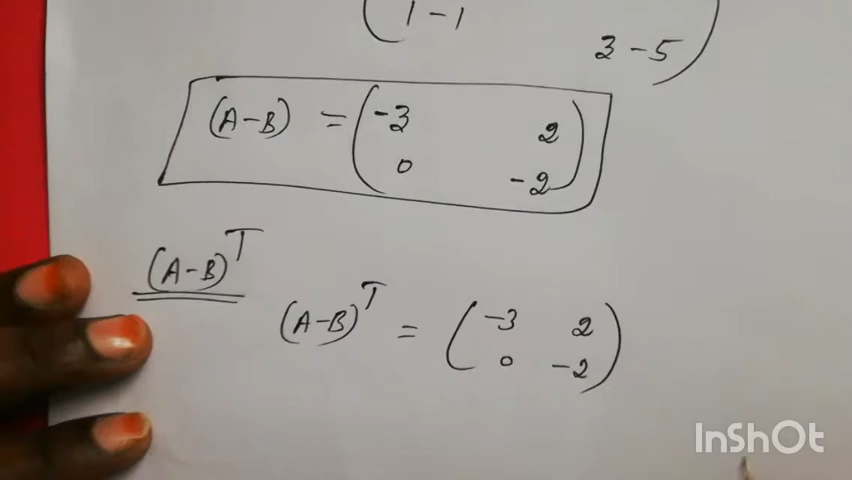 1 - 1
3 - 5
(A-B) = (-3 2
0 -2)
(A-B)^T
(A-B)^T = (-3 2
0 -2)
InShOt